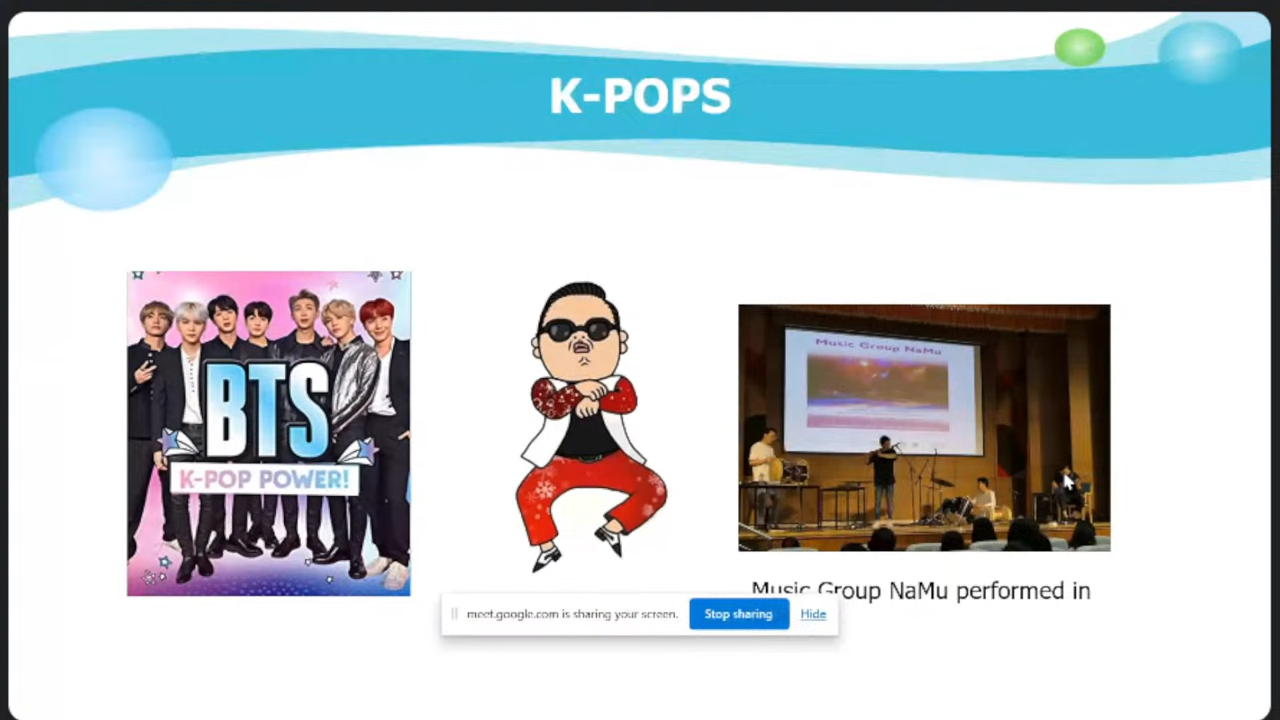 K-POPS
BTS
K-POP POWER!
Music Group NaMu
Music Group NaMu performed in
meet.google.com is sharing your screen. Stop sharing Hide